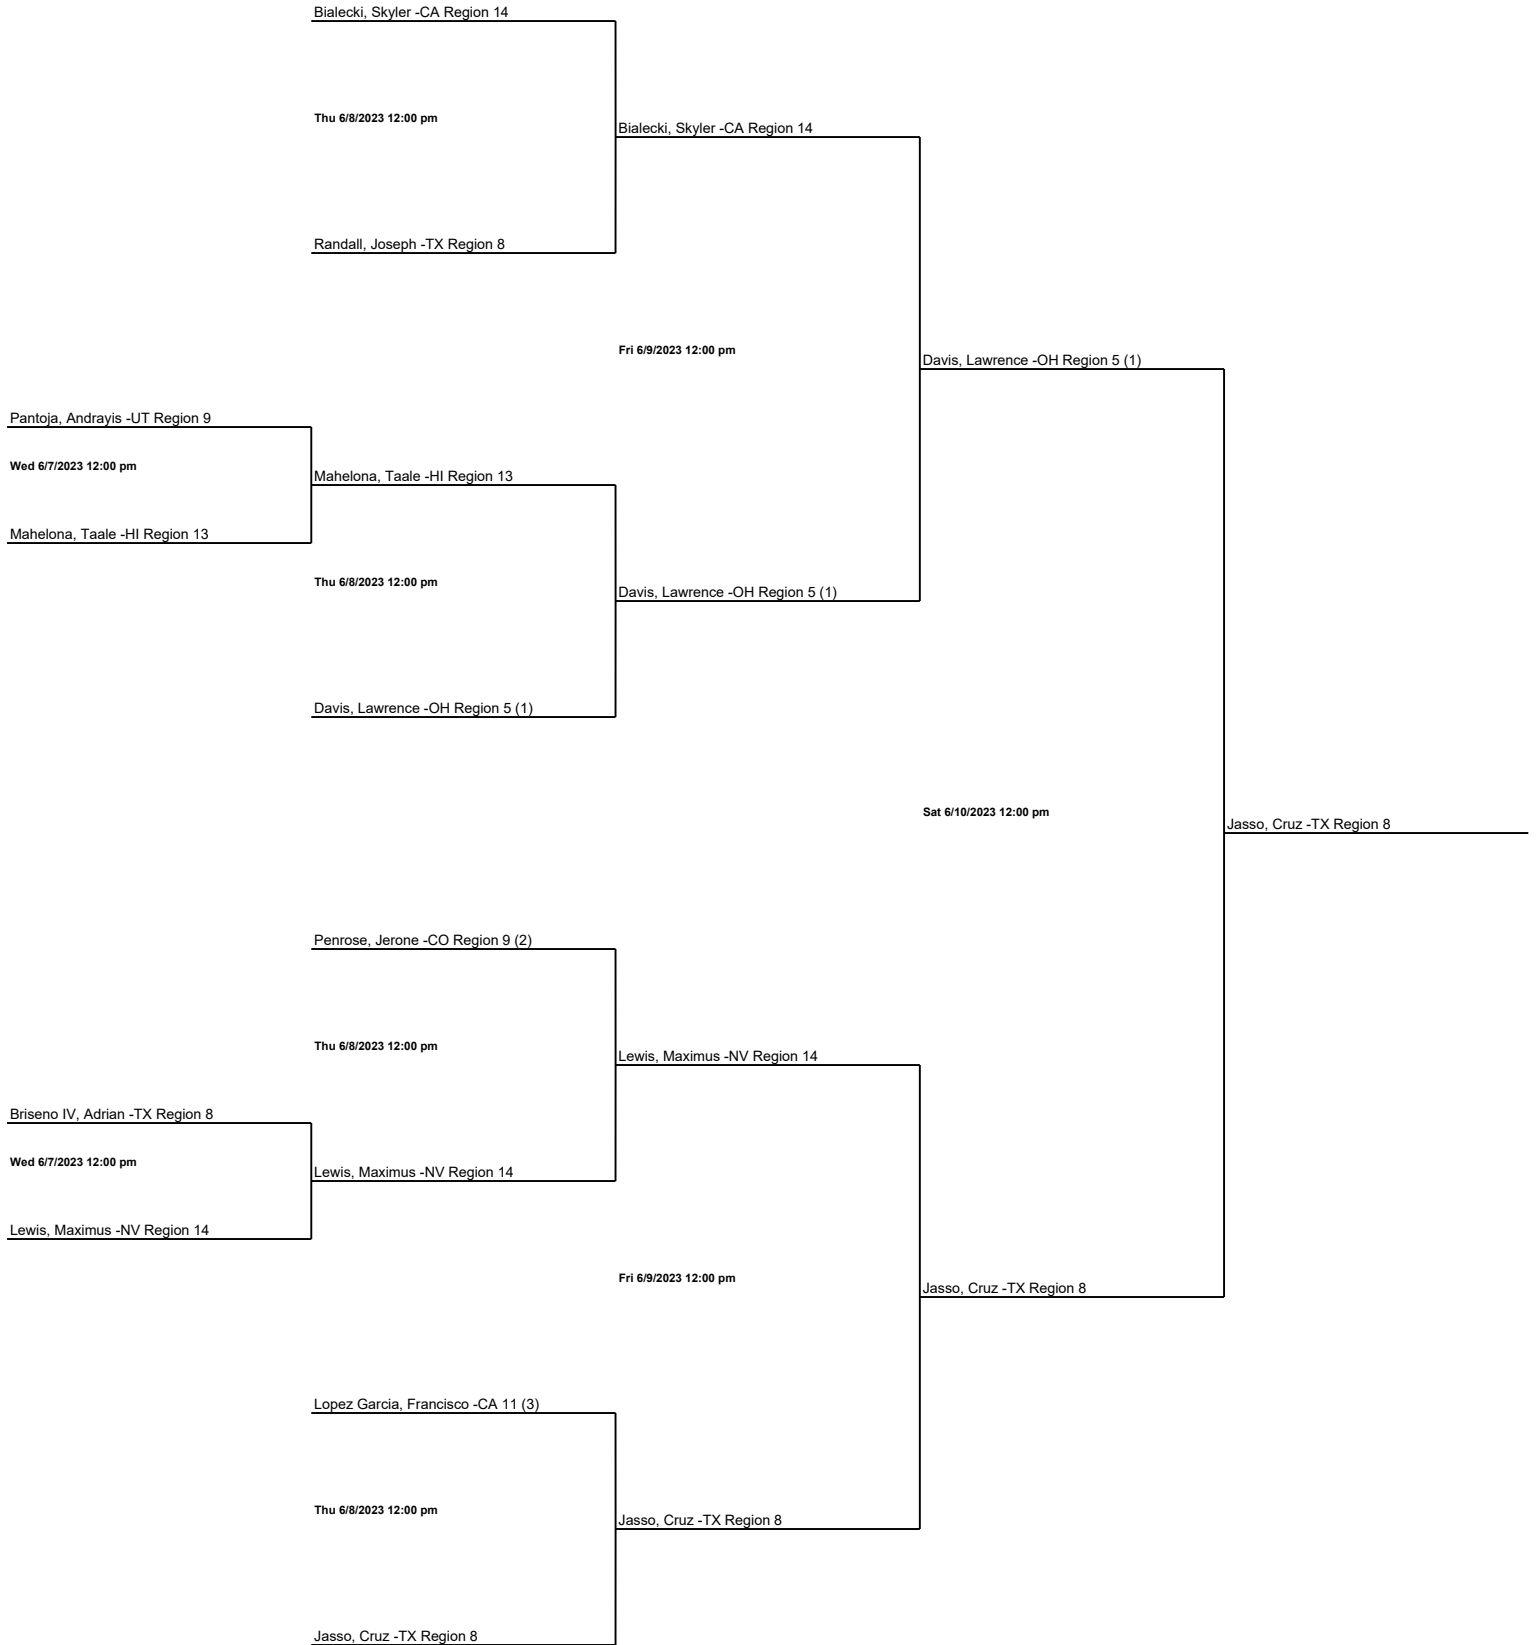 Bialecki, Skyler -CA Region 14
Thu 6/8/2023 12:00 pm
Bialecki, Skyler -CA Region 14
Randall, Joseph -TX Region 8
Fri 6/9/2023 12:00 pm
Davis, Lawrence -OH Region 5 (1)
Pantoja, Andrayis -UT Region 9
Wed 6/7/2023 12:00 pm
Mahelona, Taale -HI Region 13
Mahelona, Taale -HI Region 13
Thu 6/8/2023 12:00 pm
Davis, Lawrence -OH Region 5 (1)
Davis, Lawrence -OH Region 5 (1)
Sat 6/10/2023 12:00 pm
Jasso, Cruz -TX Region 8
Penrose, Jerone -CO Region 9 (2)
Thu 6/8/2023 12:00 pm
Lewis, Maximus -NV Region 14
Briseno IV, Adrian -TX Region 8
Wed 6/7/2023 12:00 pm
Lewis, Maximus -NV Region 14
Lewis, Maximus -NV Region 14
Fri 6/9/2023 12:00 pm
Jasso, Cruz -TX Region 8
Lopez Garcia, Francisco -CA 11 (3)
Thu 6/8/2023 12:00 pm
Jasso, Cruz -TX Region 8
Jasso, Cruz -TX Region 8